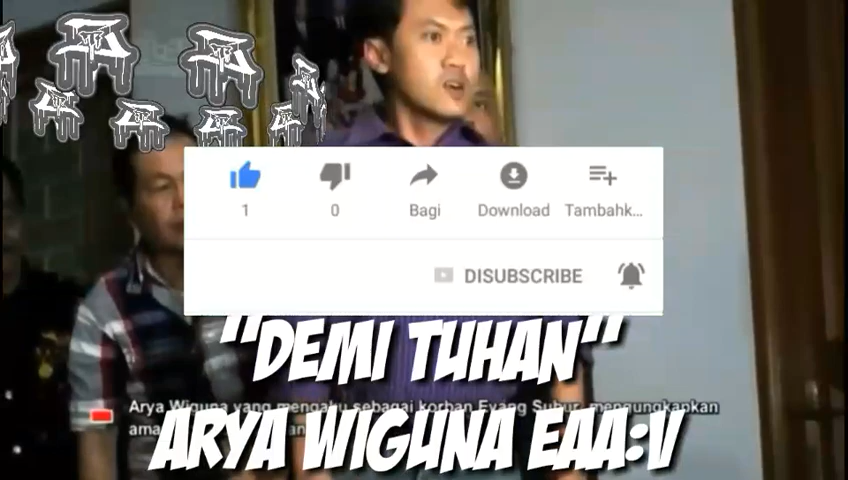 1
0
Bagi
Download
Tambahk...
DISUBSCRIBE
"DEMI TUHAN"
Arya Wiguna yang mengaku sebagai korban Eyang Subur, mengungkapkan
ama
ARYA WIGUNA EAA:V